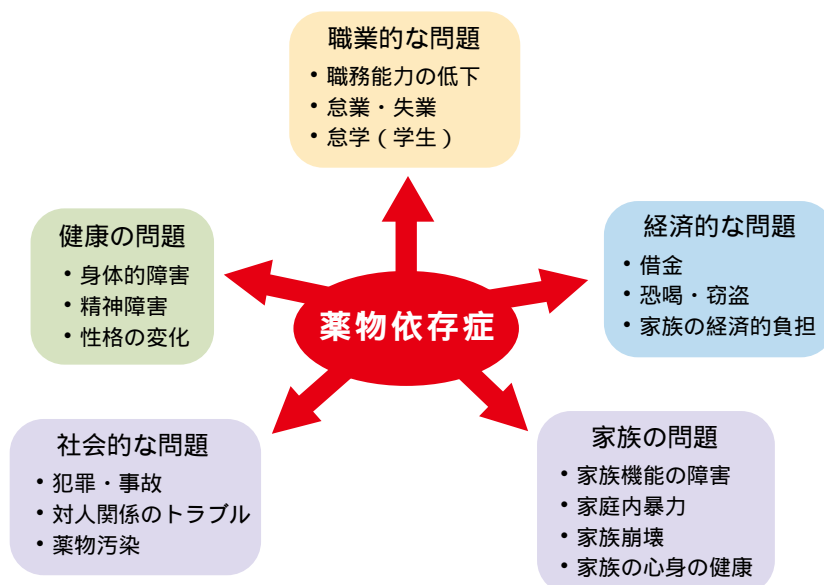 職業的な問題
・職務能力の低下
・怠業・失業
・怠学（学生）
健康の問題
・身体的障害
・精神障害
・性格の変化
経済的な問題
・借金
・恐喝・窃盗
・家族の経済的負担
薬物依存症
社会的な問題
・犯罪・事故
・対人関係のトラブル
・薬物汚染
家族の問題
・家族機能の障害
・家庭内暴力
・家族崩壊
・家族の心身の健康